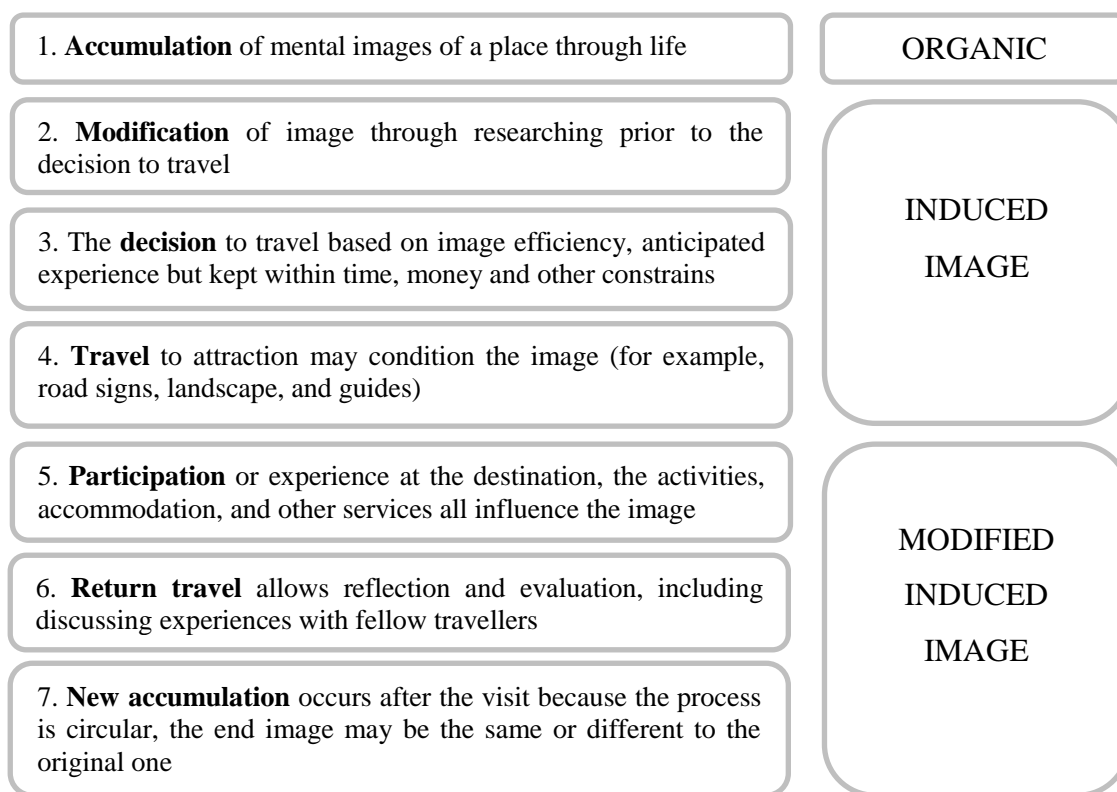 1. Accumulation of mental images of a place through life
ORGANIC
2. Modification of image through researching prior to the
decision to travel
3. The decision to travel based on image efficiency, anticipated
experience but kept within time, money and other constrains
4. Travel to attraction may condition the image (for example,
road signs, landscape, and guides)
INDUCED
IMAGE
5. Participation or experience at the destination, the activities,
accommodation, and other services all influence the image
6. Return travel allows reflection and evaluation, including
discussing experiences with fellow travellers
7. New accumulation occurs after the visit because the process
is circular, the end image may be the same or different to the
original one
MODIFIED
INDUCED
IMAGE